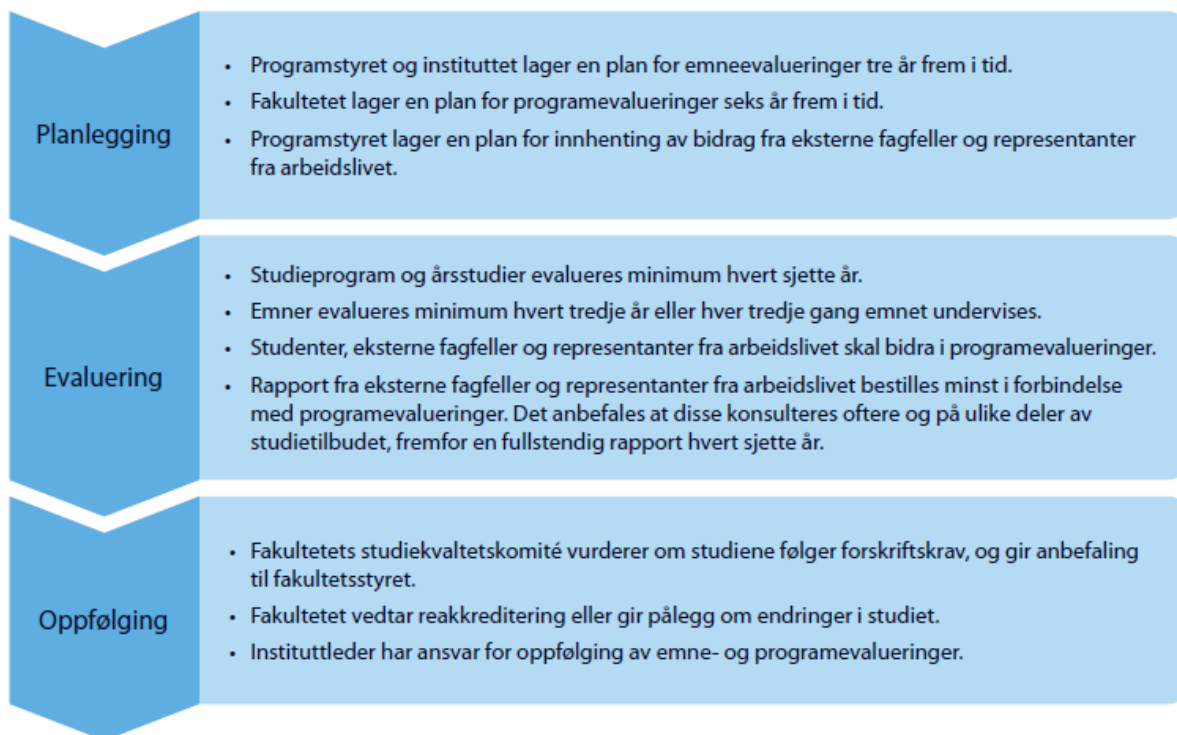 Planlegging
• Programstyret og instituttet lager en plan for emneevalueringer tre år frem i tid.
• Fakultetet lager en plan for programevalueringer seks år frem i tid.
• Programstyret lager en plan for innhenting av bidrag fra eksterne fagfeller og representanter
fra arbeidslivet.
Evaluering
• Studieprogram og årsstudier evalueres minimum hvert sjette år.
• Emner evalueres minimum hvert tredje år eller hver tredje gang emnet undervises.
• Studenter, eksterne fagfeller og representanter fra arbeidslivet skal bidra i programevalueringer.
• Rapport fra eksterne fagfeller og representanter fra arbeidslivet bestilles minst i forbindelse
med programevalueringer. Det anbefales at disse konsulteres oftere og på ulike deler av
studietilbudet, fremfor en fullstendig rapport hvert sjette år.
Oppfølging
• Fakultetets studiekvaltetskomité vurderer om studiene følger forskriftskrav, og gir anbefaling
til fakultetsstyret.
• Fakultetet vedtar reakkreditering eller gir pålegg om endringer i studiet.
• Instituttleder har ansvar for oppfølging av emne- og programevalueringer.